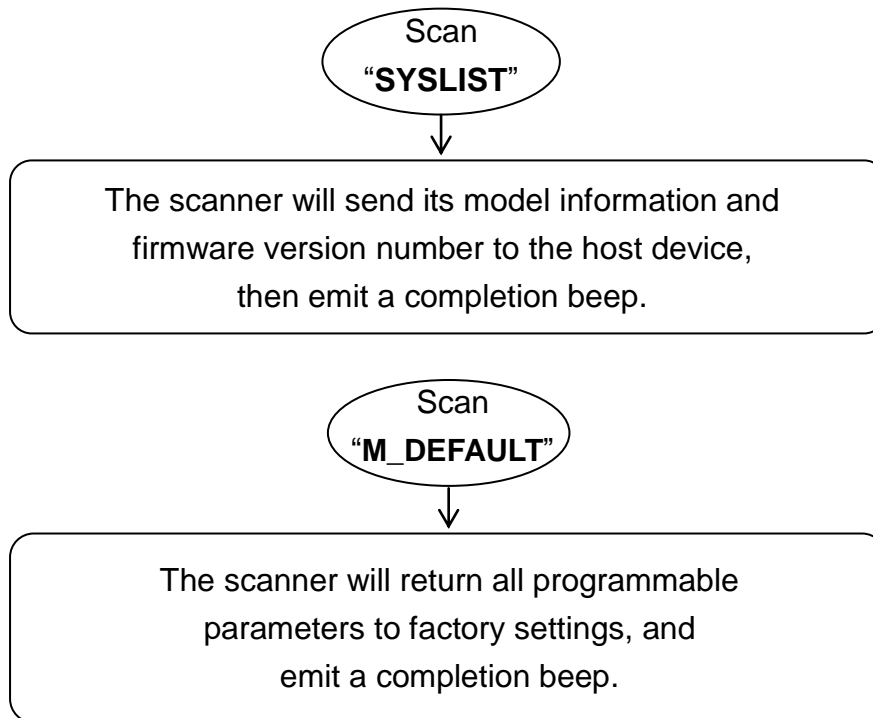 Scan
“SYSLIST”
The scanner will send its model information and
firmware version number to the host device,
then emit a completion beep.
Scan
“M_DEFAULT”
The scanner will return all programmable
parameters to factory settings, and
emit a completion beep.